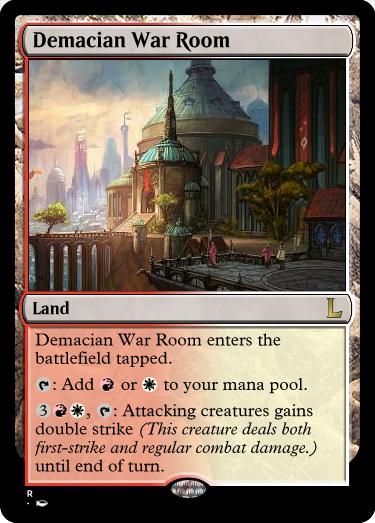 Demacian War Room
Land
L
Demacian War Room enters the
battlefield tapped.
: Add or to your mana pool.
3 , : Attacking creatures gains
double strike (This creature deals both
first-strike and regular combat damage.)
until end of turn.
R